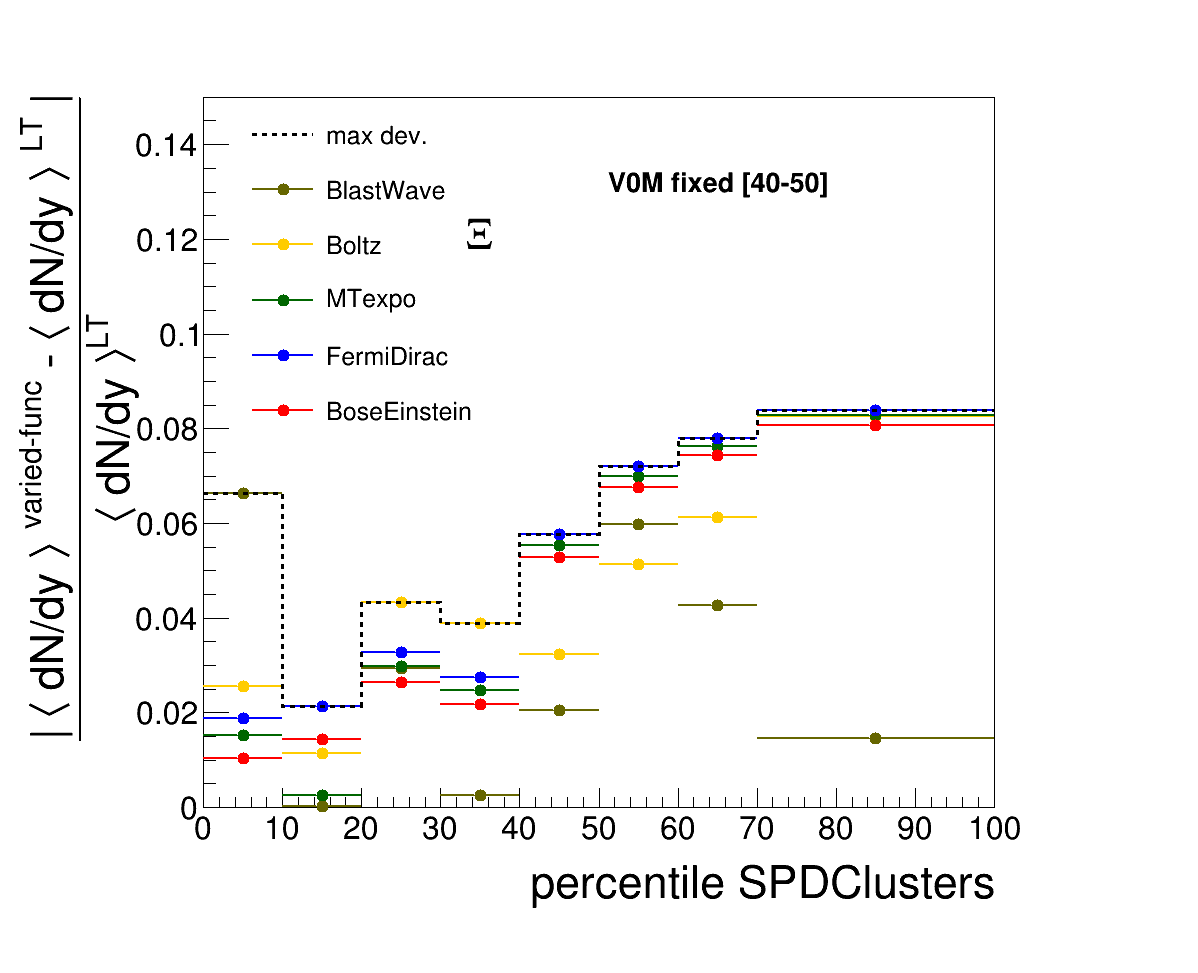 | ⟨ dN/dy ⟩ varied-func - ⟨ dN/dy ⟩ LT |
⟨ dN/dy ⟩LT
max dev.
BlastWave
Boltz
MTexpo
FermiDirac
BoseEinstein
Ξ
V0M fixed [40-50]
0.14
0.12
0.1
0.08
0.06
0.04
0.02
0
0 10 20 30 40 50 60 70 80 90 100
percentile SPDClusters